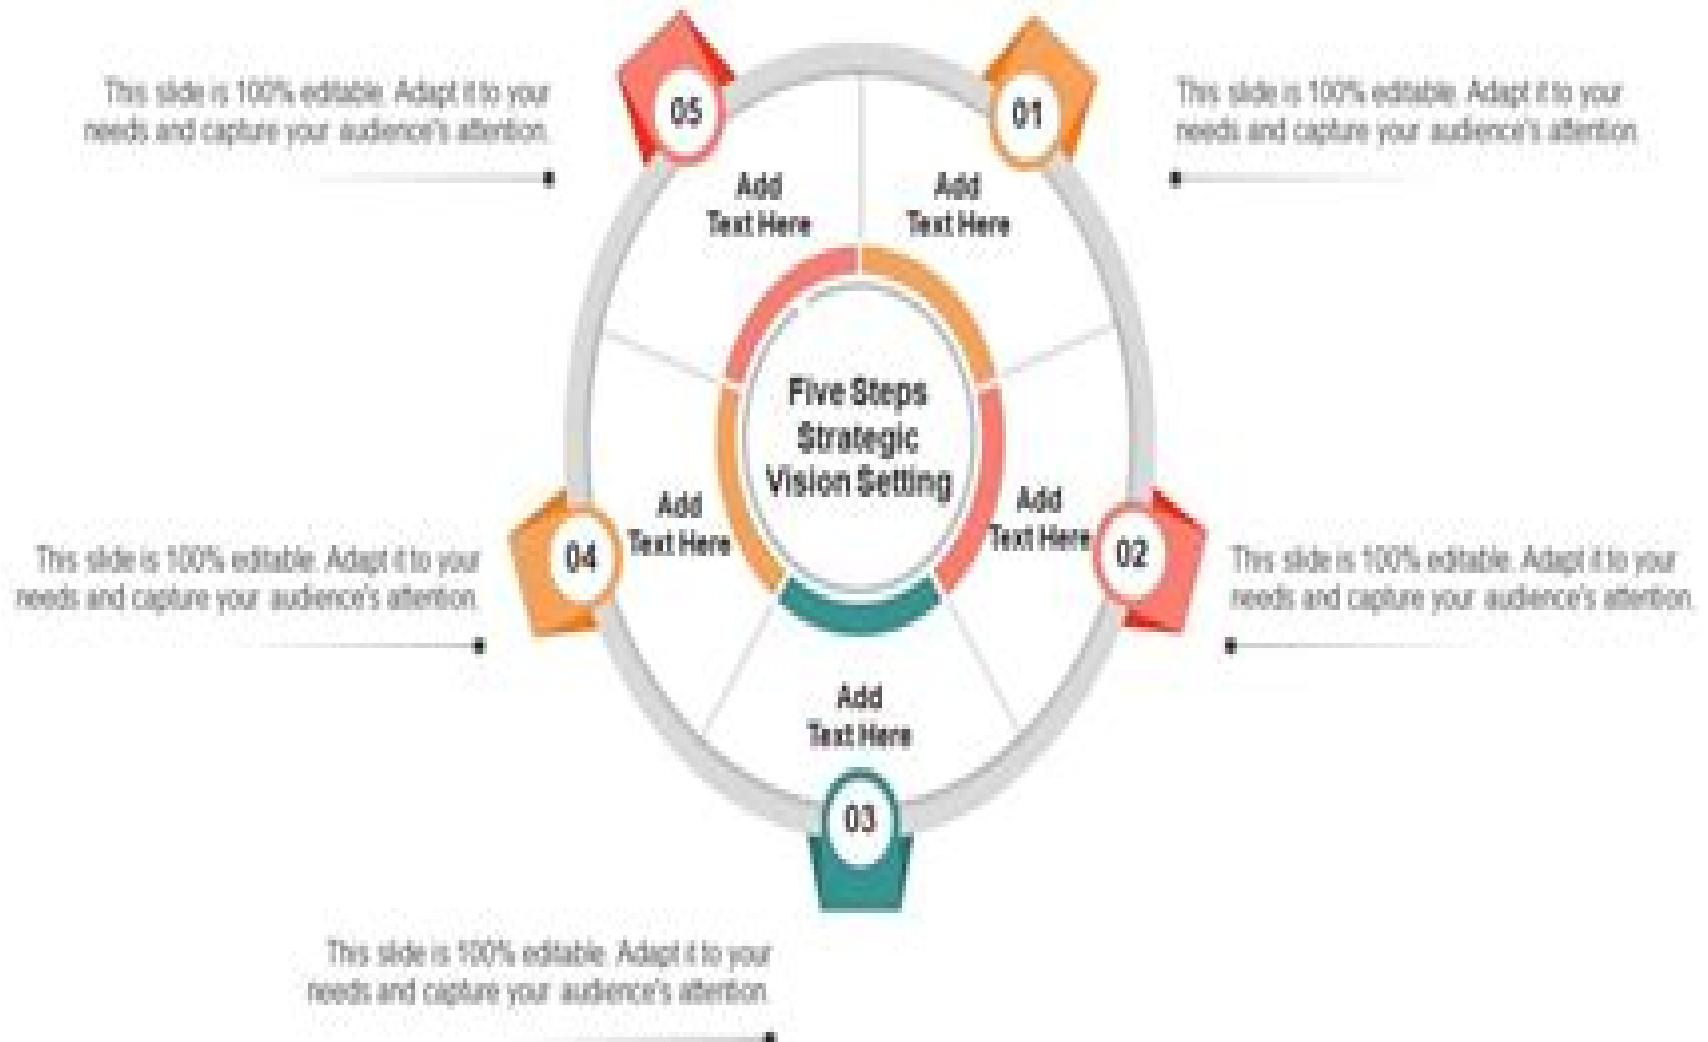 Five Steps
Strategic
Vision Setting
01
Add
Text Here
This slide is 100% editable. Adapt it to your
needs and capture your audience's attention.
02
Add
Text Here
This slide is 100% editable. Adapt it to your
needs and capture your audience's attention.
03
Add
Text Here
This slide is 100% editable. Adapt it to your
needs and capture your audience's attention.
04
Add
Text Here
This slide is 100% editable. Adapt it to your
needs and capture your audience's attention.
05
Add
Text Here
This slide is 100% editable. Adapt it to your
needs and capture your audience's attention.